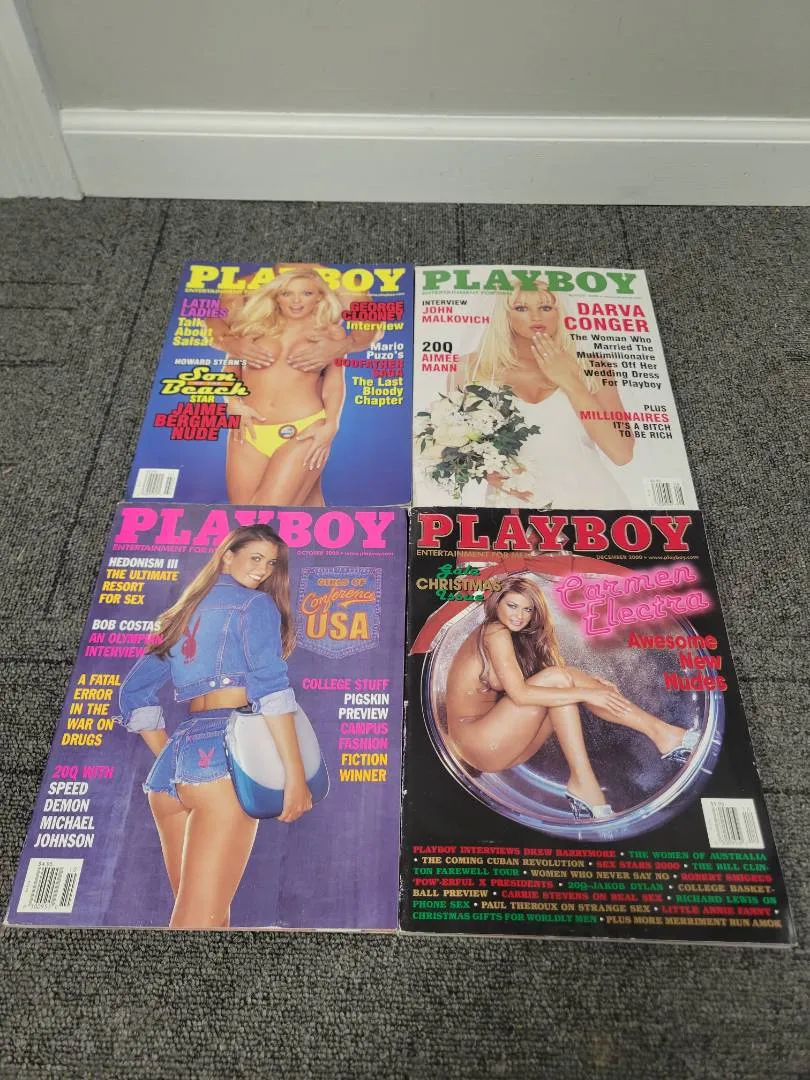 PLAYBOY
LATIN
LADIES
Talk
About
Salsa!
HOWARD STERN'S
Son
Beach
STAR
JAIME
BERGMAN
NUDE
GEORGE
CLOONEY
Interview
Mario
Puzo's
GODFATHER
SAGA
The Last
Bloody
Chapter
PLAYBOY
ENTERTAINMENT FOR
INTERVIEW
JOHN
MALKOVICH
20Q
AIMEE
MANN
DARVA
CONGER
The Woman Who
Married The
Multimillionaire
Takes Off Her
Wedding Dress
For Playboy
PLUS
MILLIONAIRES
IT'S A BITCH
TO BE RICH
PLAYBOY
ENTERTAINMENT FOR M
OCTOBER 2000 • www.playboy.com
HEDONISM III
THE ULTIMATE
RESORT
FOR SEX
BOB COSTAS
AN OLYMPIAN
INTERVIEW
A FATAL
ERROR
IN THE
WAR ON
DRUGS
20Q WITH
SPEED
DEMON
MICHAEL
JOHNSON
$4.95
GIRLS OF
Conference
USA
COLLEGE STUFF
PIGSKIN
PREVIEW
CAMPUS
FASHION
FICTION
WINNER
PLAYBOY
ENTERTAINMENT FOR ME
DECEMBER 2000 • www.playboy.com
Gala
CHRISTMAS
Issue
Carmen
Electra
Awesome
New
Nudes
$5.95
PLAYBOY INTERVIEWS DREW BARRYMORE • THE WOMEN OF AUSTRALIA
• THE COMING CUBAN REVOLUTION • SEX STARS 2000 • THE BILL CLIN-
TON FAREWELL TOUR • WOMEN WHO NEVER SAY NO • ROBERT SMIGEL'S
'POW'-ERFUL X PRESIDENTS • 20Q-JAKOB DYLAN • COLLEGE BASKET-
BALL PREVIEW • CARRIE STEVENS ON REAL SEX • RICHARD LEWIS ON
PHONE SEX • PAUL THEROUX ON STRANGE SEX • LITTLE ANNIE FANNY •
CHRISTMAS GIFTS FOR WORLDLY MEN • PLUS MORE MERRIMENT RUN AMOK